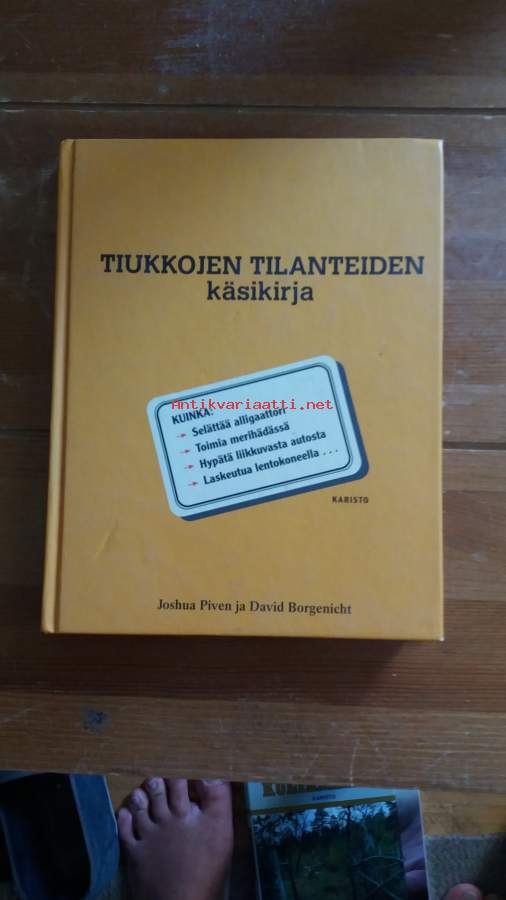 TIUKKOJEN TILANTEIDEN
käsikirja
KUINKA:
Antikvariaatti.net
→ Selättää alligaattori
→ Toimia merihädässä
→ Hypätä liikkuvasta autosta
→ Laskeutua lentokoneella . . .
KARISTO
Joshua Piven ja David Borgenicht
KARISTO